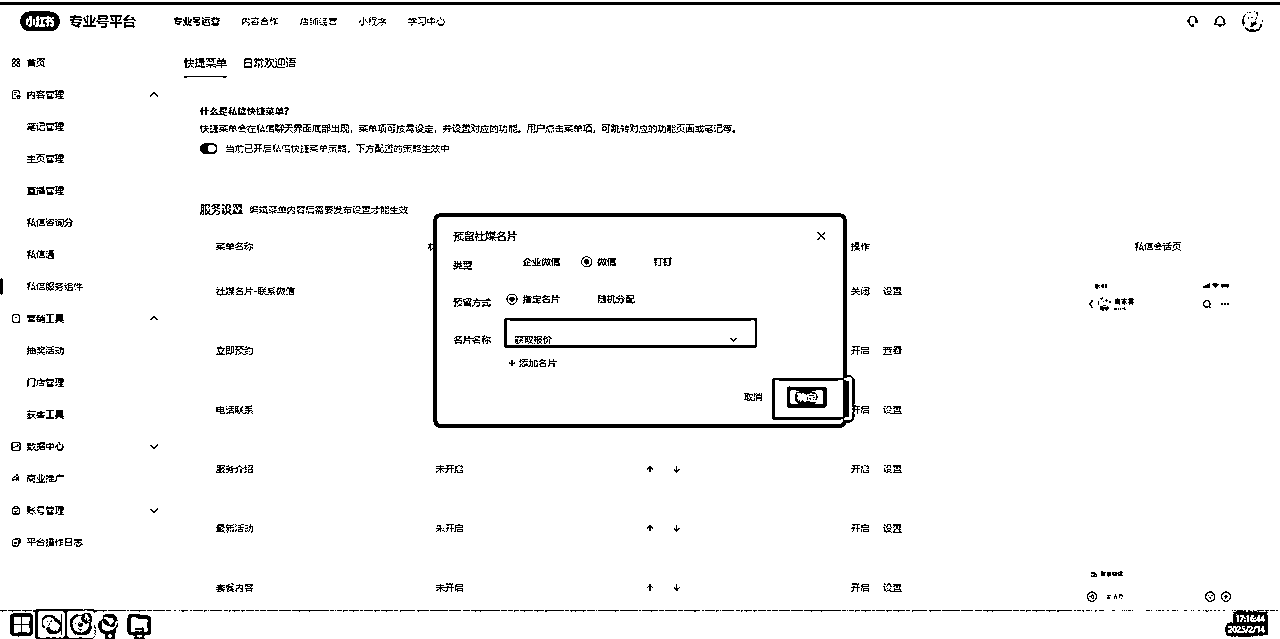 小红书 专业号平台 专业号运营 内容合作 店铺运营 小程序 学习中心
首页
内容管理
笔记管理
主页管理
直播管理
私信咨询分
私信通
私信服务组件
营销工具
抽奖活动
门店管理
获客工具
数据中心
商业推广
账号管理
平台操作日志
快捷菜单 日常欢迎语
什么是私信快捷菜单?
快捷菜单会在私信聊天界面底部出现，菜单项可按需设定，并设置对应的功能。用户点击菜单项，可跳转对应的功能页面或笔记等。
当前已开启私信快捷菜单策略，下方配置的策略生效中
服务设置 编辑菜单内容后需要发布设置才能生效
菜单名称 操作 私信会话页
社媒名片-联系微信 关闭 设置
立即预约 开启 查看
电话联系 开启 设置
服务介绍 未开启 ↑ ↓ 开启 设置
最新活动 未开启 ↑ ↓ 开启 设置
套餐内容 未开启 ↑ ↓ 开启 设置
预留社媒名片
类型 企业微信 微信 钉钉
预留方式 指定名片 随机分配
名片名称 获取报价
+ 添加名片
取消 确定
17:16:44
2025/2/14